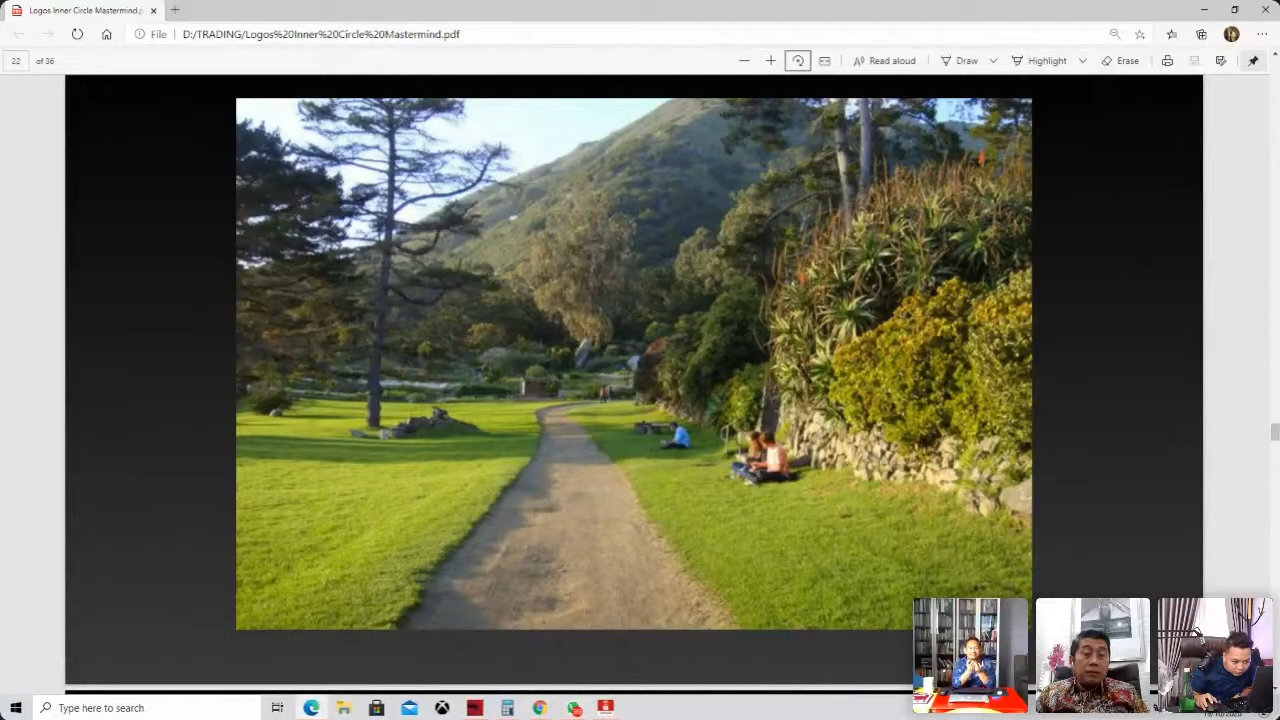 Logos Inner Circle Mastermind.p
File D:/TRADING/Logos%20Inner%20Circle%20Mastermind.pdf
22 of 36
Read aloud
Draw
Highlight
Erase
Type here to search